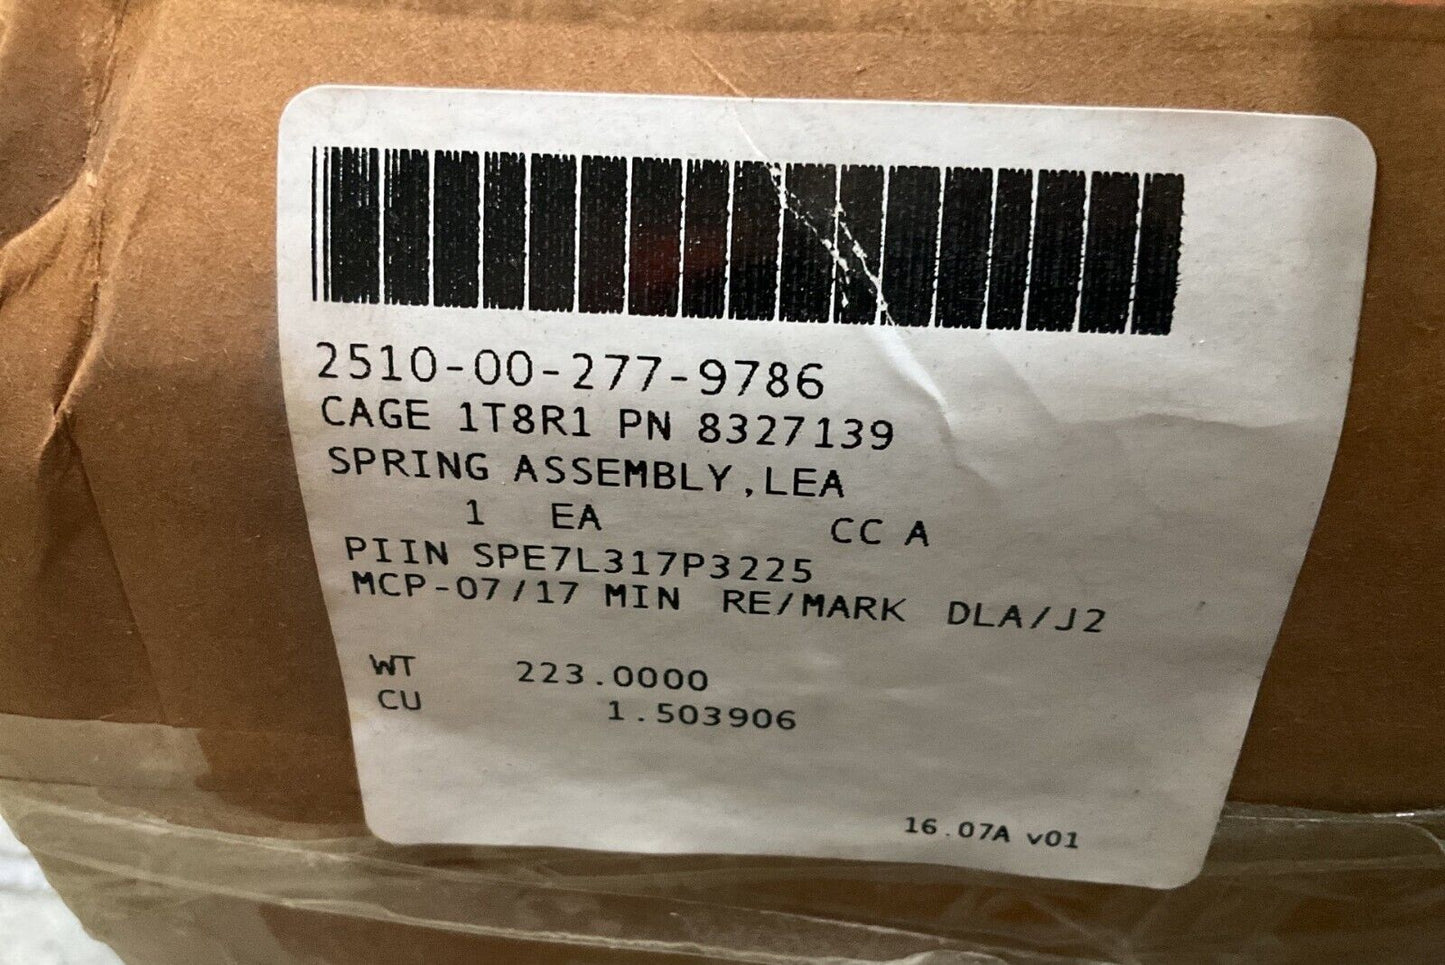 2510-00-277-9786
CAGE 1T8R1 PN 8327139
SPRING ASSEMBLY,LEA
1 EA CC A
PIIN SPE7L317P3225
MCP-07/17 MIN RE/MARK DLA/J2
WT 223.0000
CU 1.503906
16.07A v01